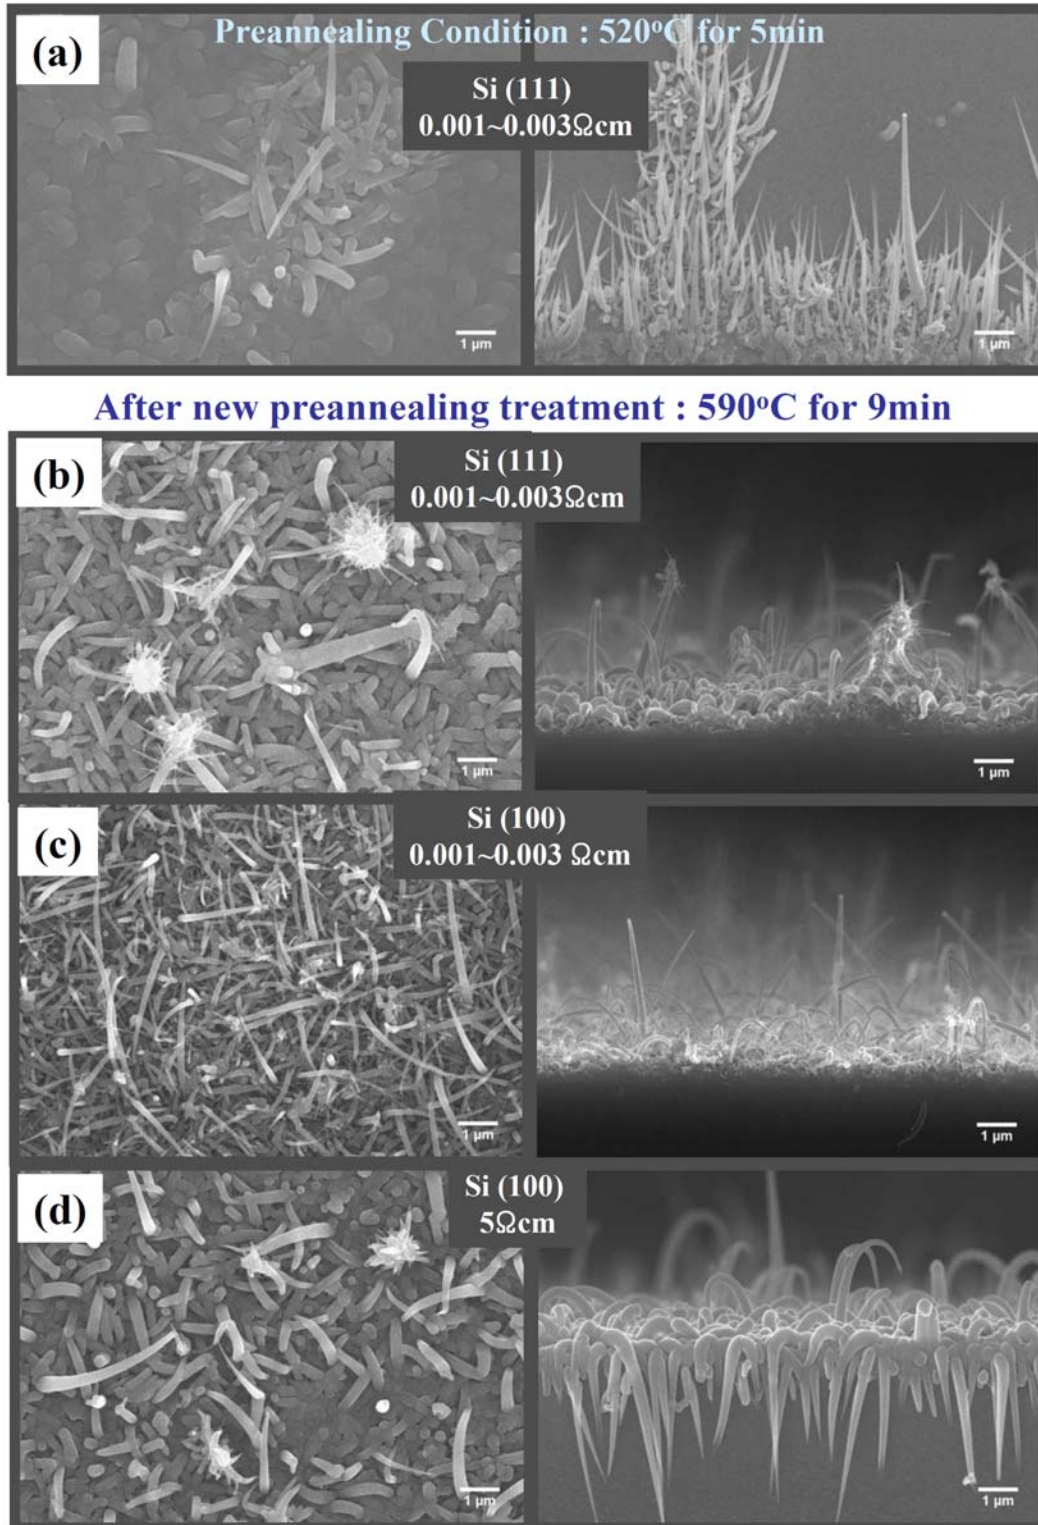 (a)
Preannealing Condition : 520°C for 5min
Si (111)
0.001~0.003Ωcm
1 μm
1 μm
After new preannealing treatment : 590°C for 9min
(b)
Si (111)
0.001~0.003Ωcm
1 μm
1 μm
(c)
Si (100)
0.001~0.003 Ωcm
1 μm
1 μm
(d)
Si (100)
5Ωcm
1 μm
1 μm